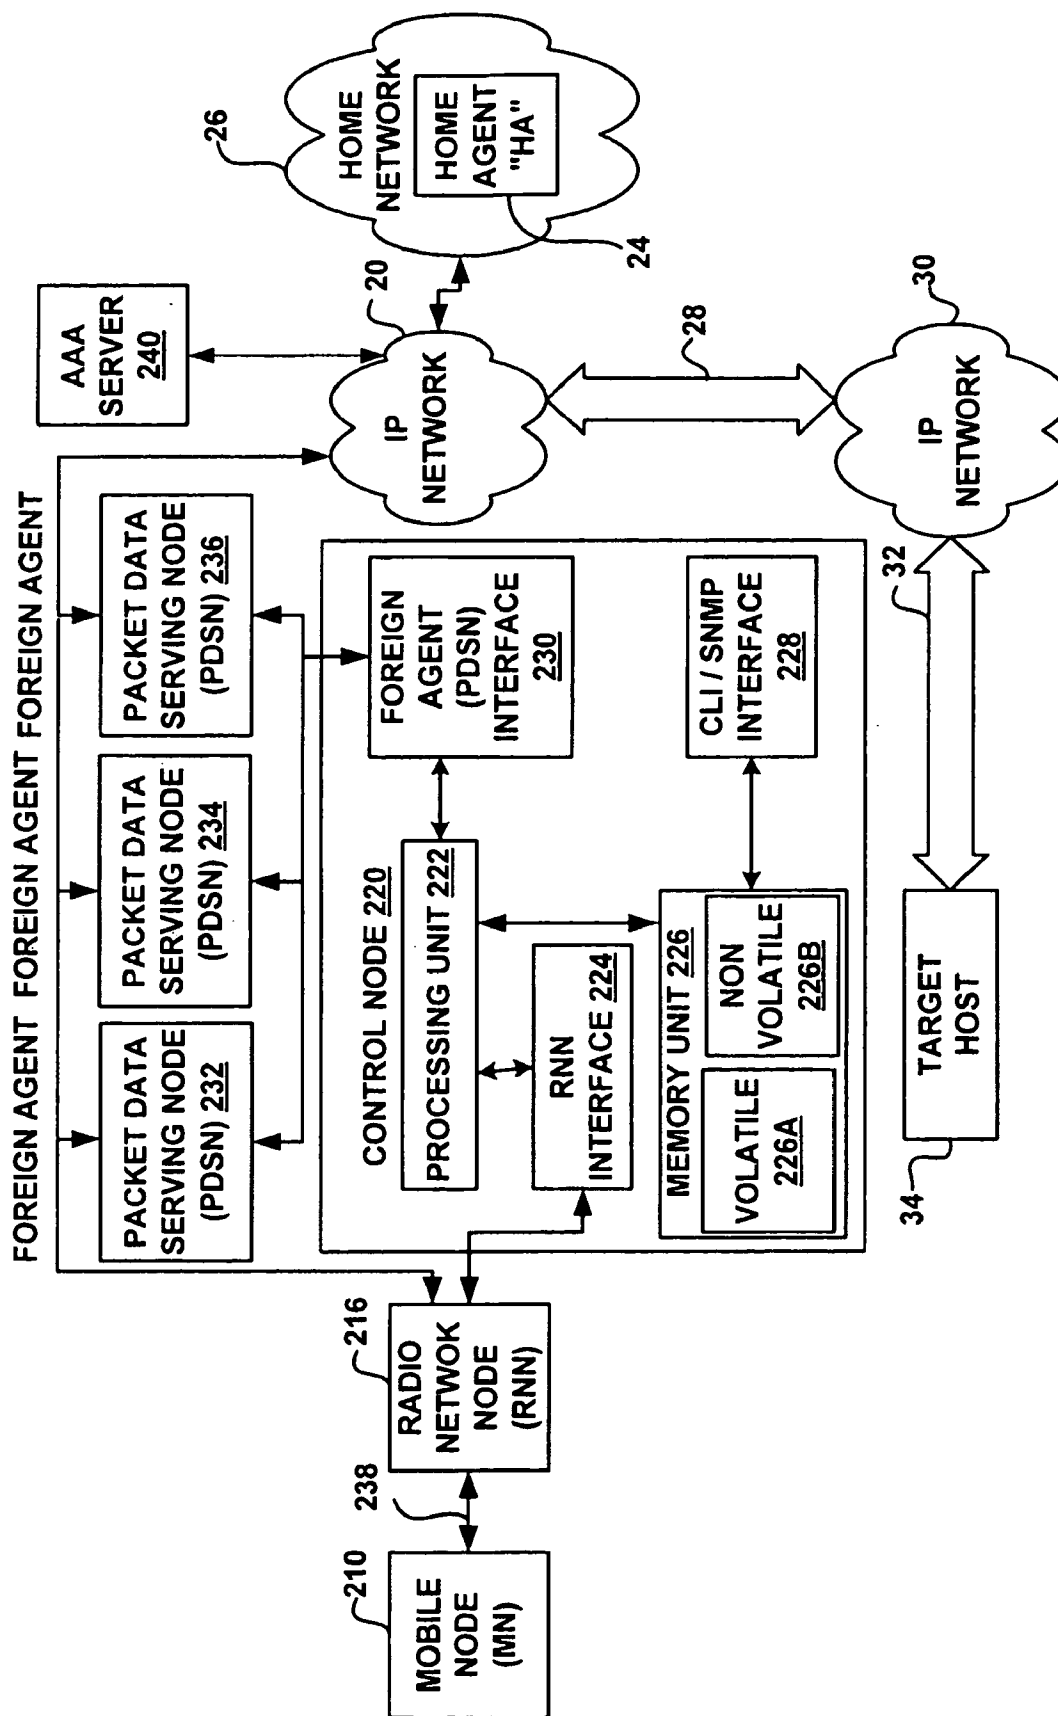 FOREIGN AGENT FOREIGN AGENT FOREIGN AGENT
PACKET DATA
SERVING NODE
(PDSN) 232
PACKET DATA
SERVING NODE
(PDSN) 234
PACKET DATA
SERVING NODE
(PDSN) 236
AAA
SERVER
240
26
HOME
NETWORK
HOME
AGENT
"HA"
24
20
IP
NETWORK
28
30
IP
NETWORK
32
TARGET
HOST
34
CONTROL NODE 220
PROCESSING UNIT 222
RNN
INTERFACE 224
MEMORY UNIT 226
VOLATILE
226A
NON
VOLATILE
226B
FOREIGN
AGENT
(PDSN)
INTERFACE
230
CLI / SNMP
INTERFACE
228
216
RADIO
NETWOK
NODE
(RNN)
238
210
MOBILE
NODE
(MN)